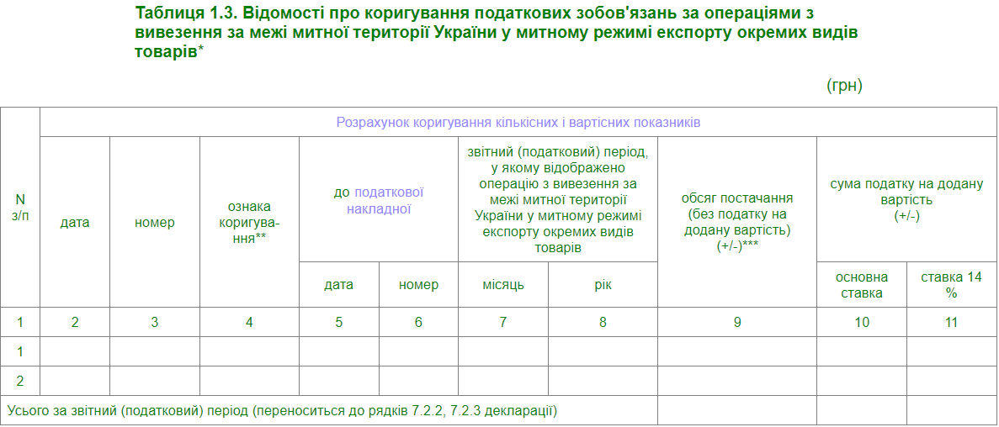 Таблиця 1.3. Відомості про коригування податкових зобов'язань за операціями з
вивезення за межі митної території України у митному режимі експорту окремих видів
товарів*
(грн)
N
з/п
Розрахунок коригування кількісних і вартісних показників
дата
номер
ознака
коригува-
ння**
до податкової
накладної
звітний (податковий) період,
у якому відображено
операцію з вивезення за
межі митної території
України у митному режимі
експорту окремих видів
товарів
обсяг постачання
(без податку на
додану вартість)
(+/-)***
сума податку на додану
вартість
(+/-)
дата
номер
місяць
рік
основна
ставка
ставка 14
%
1 2 3 4 5 6 7 8 9 10 11
1
2
Усього за звітний (податковий) період (переноситься до рядків 7.2.2, 7.2.3 декларації)